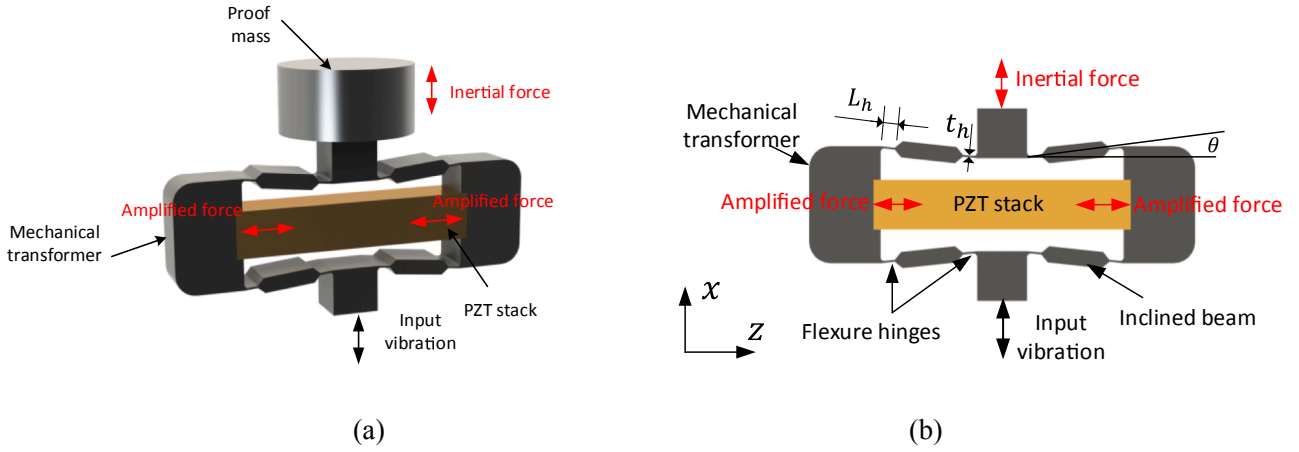 Proof
mass
Inertial force
Amplified force
Amplified force
Mechanical
transformer
PZT stack
Input
vibration
(a)
Inertial force
Mechanical
transformer
L_h
t_h
θ
Amplified force
PZT stack
Amplified force
x
z
Flexure hinges
Input
vibration
Inclined beam
(b)